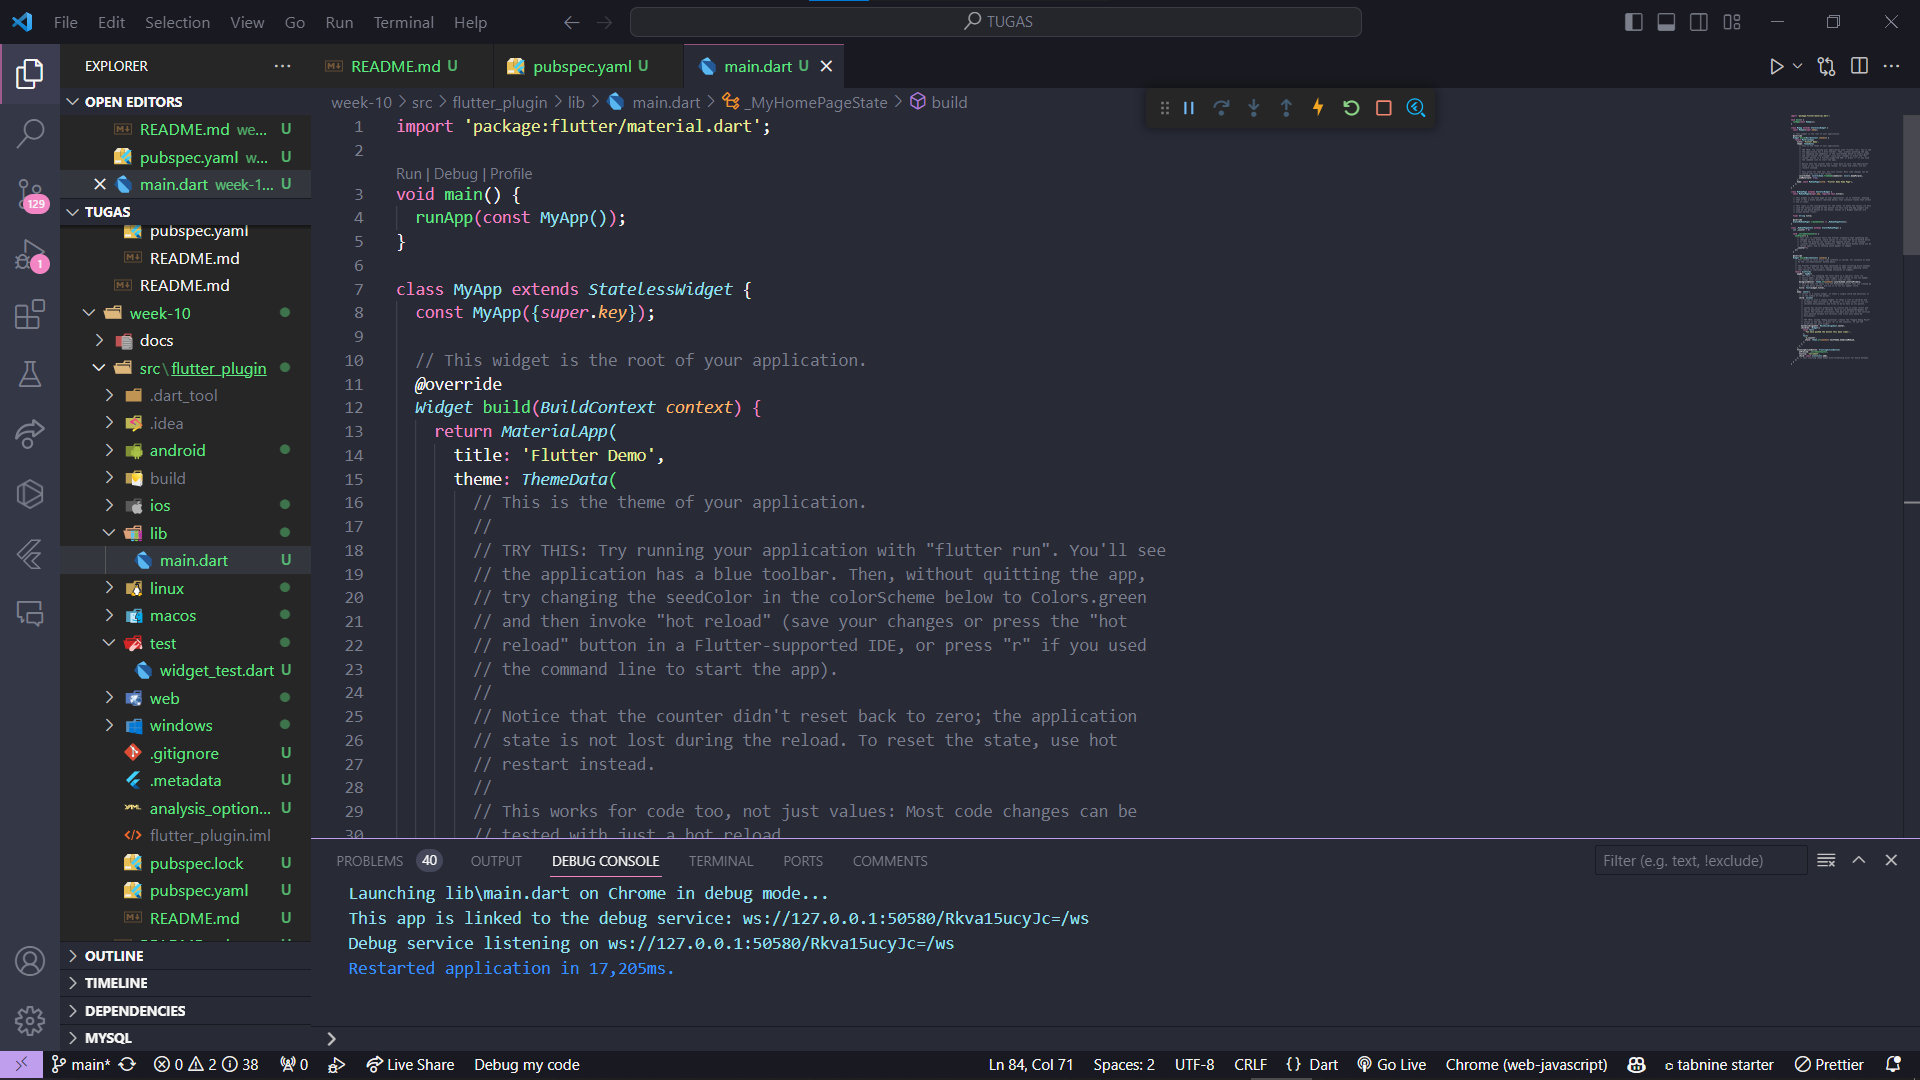 File Edit Selection View Go Run Terminal Help
TUGAS
EXPLORER
README.md U
pubspec.yaml U
main.dart U
OPEN EDITORS
README.md we... U
pubspec.yaml w... U
main.dart week-1... U
TUGAS
pubspec.yaml
README.md
README.md
week-10
docs
src\flutter_plugin
.dart_tool
.idea
android
build
ios
lib
main.dart U
linux
macos
test
widget_test.dart U
web
windows
.gitignore U
.metadata U
analysis_option... U
flutter_plugin.iml
pubspec.lock U
pubspec.yaml U
README.md U
OUTLINE
TIMELINE
DEPENDENCIES
MYSQL
129
1
week-10 > src > flutter_plugin > lib > main.dart > _MyHomePageState > build
1 import 'package:flutter/material.dart';
2
Run | Debug | Profile
3 void main() {
4 runApp(const MyApp());
5 }
6
7 class MyApp extends StatelessWidget {
8 const MyApp({super.key});
9
10 // This widget is the root of your application.
11 @override
12 Widget build(BuildContext context) {
13 return MaterialApp(
14 title: 'Flutter Demo',
15 theme: ThemeData(
16 // This is the theme of your application.
17 //
18 // TRY THIS: Try running your application with "flutter run". You'll see
19 // the application has a blue toolbar. Then, without quitting the app,
20 // try changing the seedColor in the colorScheme below to Colors.green
21 // and then invoke "hot reload" (save your changes or press the "hot
22 // reload" button in a Flutter-supported IDE, or press "r" if you used
23 // the command line to start the app).
24 //
25 // Notice that the counter didn't reset back to zero; the application
26 // state is not lost during the reload. To reset the state, use hot
27 // restart instead.
28 //
29 // This works for code too, not just values: Most code changes can be
30 // tested with just a hot reload
PROBLEMS 40 OUTPUT DEBUG CONSOLE TERMINAL PORTS COMMENTS
Filter (e.g. text, !exclude)
Launching lib\main.dart on Chrome in debug mode...
This app is linked to the debug service: ws://127.0.0.1:50580/Rkva15ucyJc=/ws
Debug service listening on ws://127.0.0.1:50580/Rkva15ucyJc=/ws
Restarted application in 17,205ms.
main* 0 2 38 0 Live Share Debug my code Ln 84, Col 71 Spaces: 2 UTF-8 CRLF {} Dart Go Live Chrome (web-javascript) tabnine starter Prettier